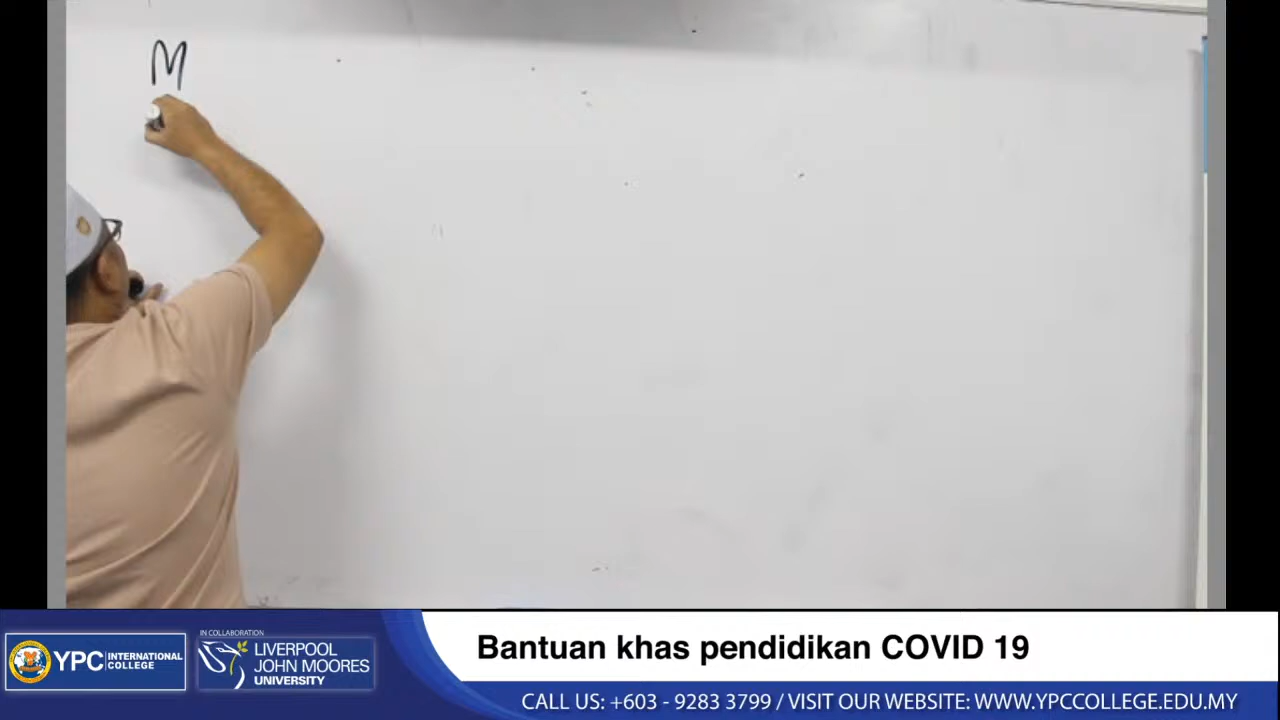 M
YPC INTERNATIONAL COLLEGE
IN COLLABORATION
LIVERPOOL
JOHN MOORES
UNIVERSITY
Bantuan khas pendidikan COVID 19
CALL US: +603 - 9283 3799 / VISIT OUR WEBSITE: WWW.YPCCOLLEGE.EDU.MY